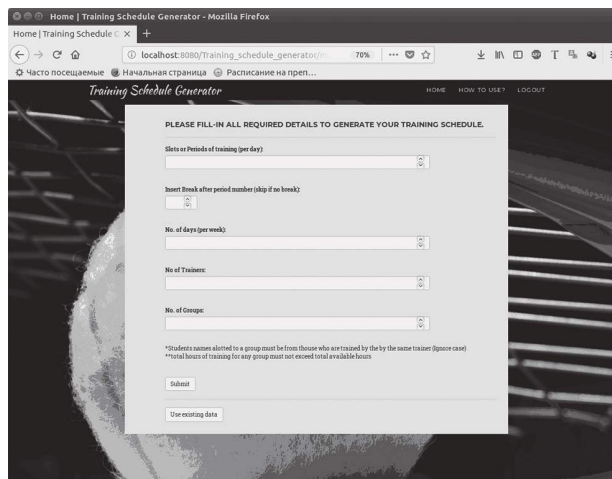 Home | Training Schedule Generator - Mozilla Firefox
Home | Training Schedule
localhost:8080/Training_schedule_generator/
70%
Часто посещаемые Начальная страница Расписание на преп...
Training Schedule Generator HOME HOW TO USE? LOGOUT
PLEASE FILL-IN ALL REQUIRED DETAILS TO GENERATE YOUR TRAINING SCHEDULE.
Slots or Periods of training (per day):
Insert Break after period number (skip if no break):
No. of days (per week):
No of Trainers:
No. of Groups:
*Students names alotted to a group must be from thouse who are trained by the by the same trainer (Ignore case)
**total hours of training for any group must not exceed total available hours
Submit
Use existing data